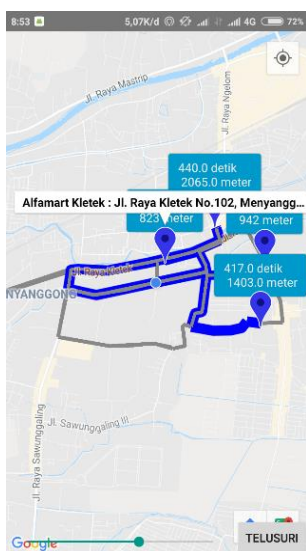 8:53 5,07K/d 4G 72%
Jl. Raya Mastrip
Jl. Raya Ngelom
440.0 detik
2065.0 meter
Alfamart Kletek : Jl. Raya Kletek No.102, Menyangg...
823 meter
942 meter
417.0 detik
1403.0 meter
Jl. Raya Kletek
NYANGGONG
Jl. Sawunggaling III
Jl. Raya Sawunggaling
Google
TELUSURI